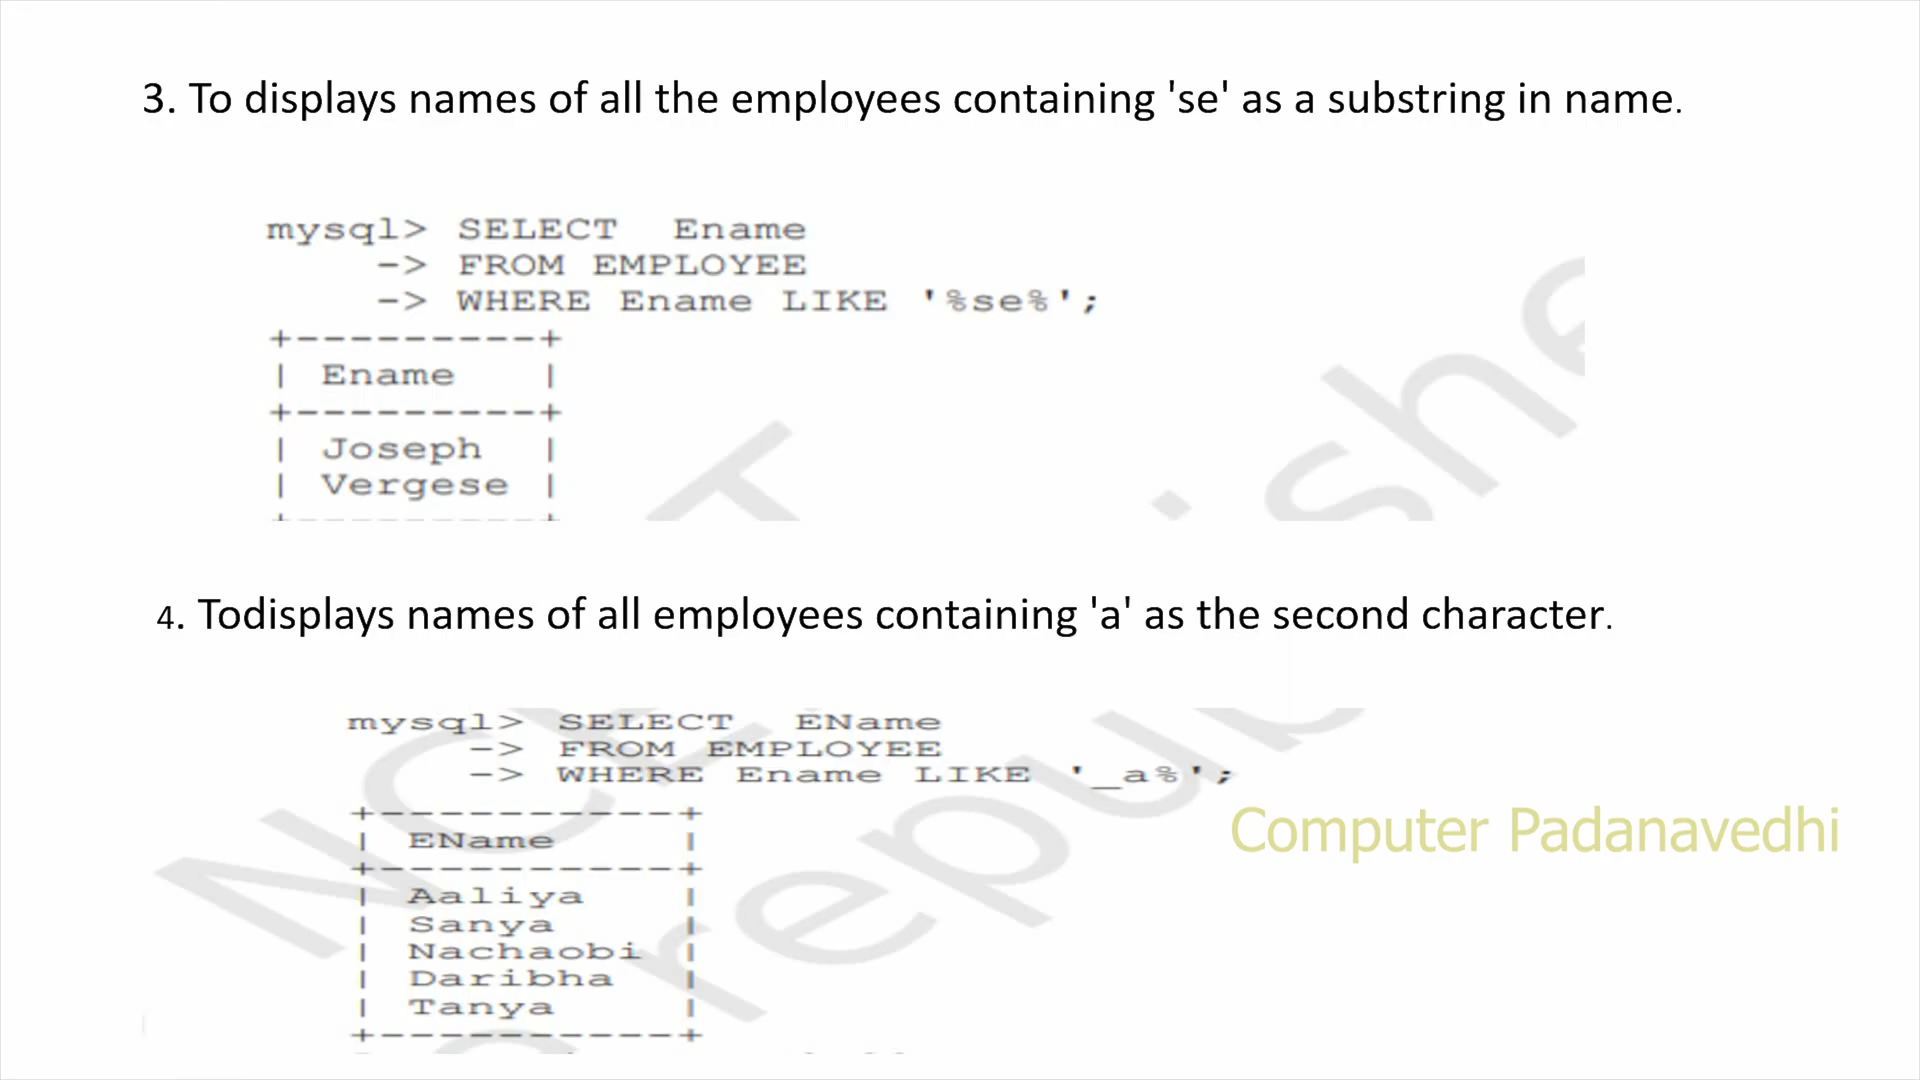 3. To displays names of all the employees containing 'se' as a substring in name.
mysql> SELECT Ename
-> FROM EMPLOYEE
-> WHERE Ename LIKE '%se%';
+---------+
| Ename |
+---------+
| Joseph |
| Vergese |
+---------+
4. Todisplays names of all employees containing 'a' as the second character.
mysql> SELECT EName
-> FROM EMPLOYEE
-> WHERE Ename LIKE '_a%';
+-----------+
| EName |
+-----------+
| Aaliya |
| Sanya |
| Nachaobi |
| Daribha |
| Tanya |
+-----------+
Computer Padanavedhi